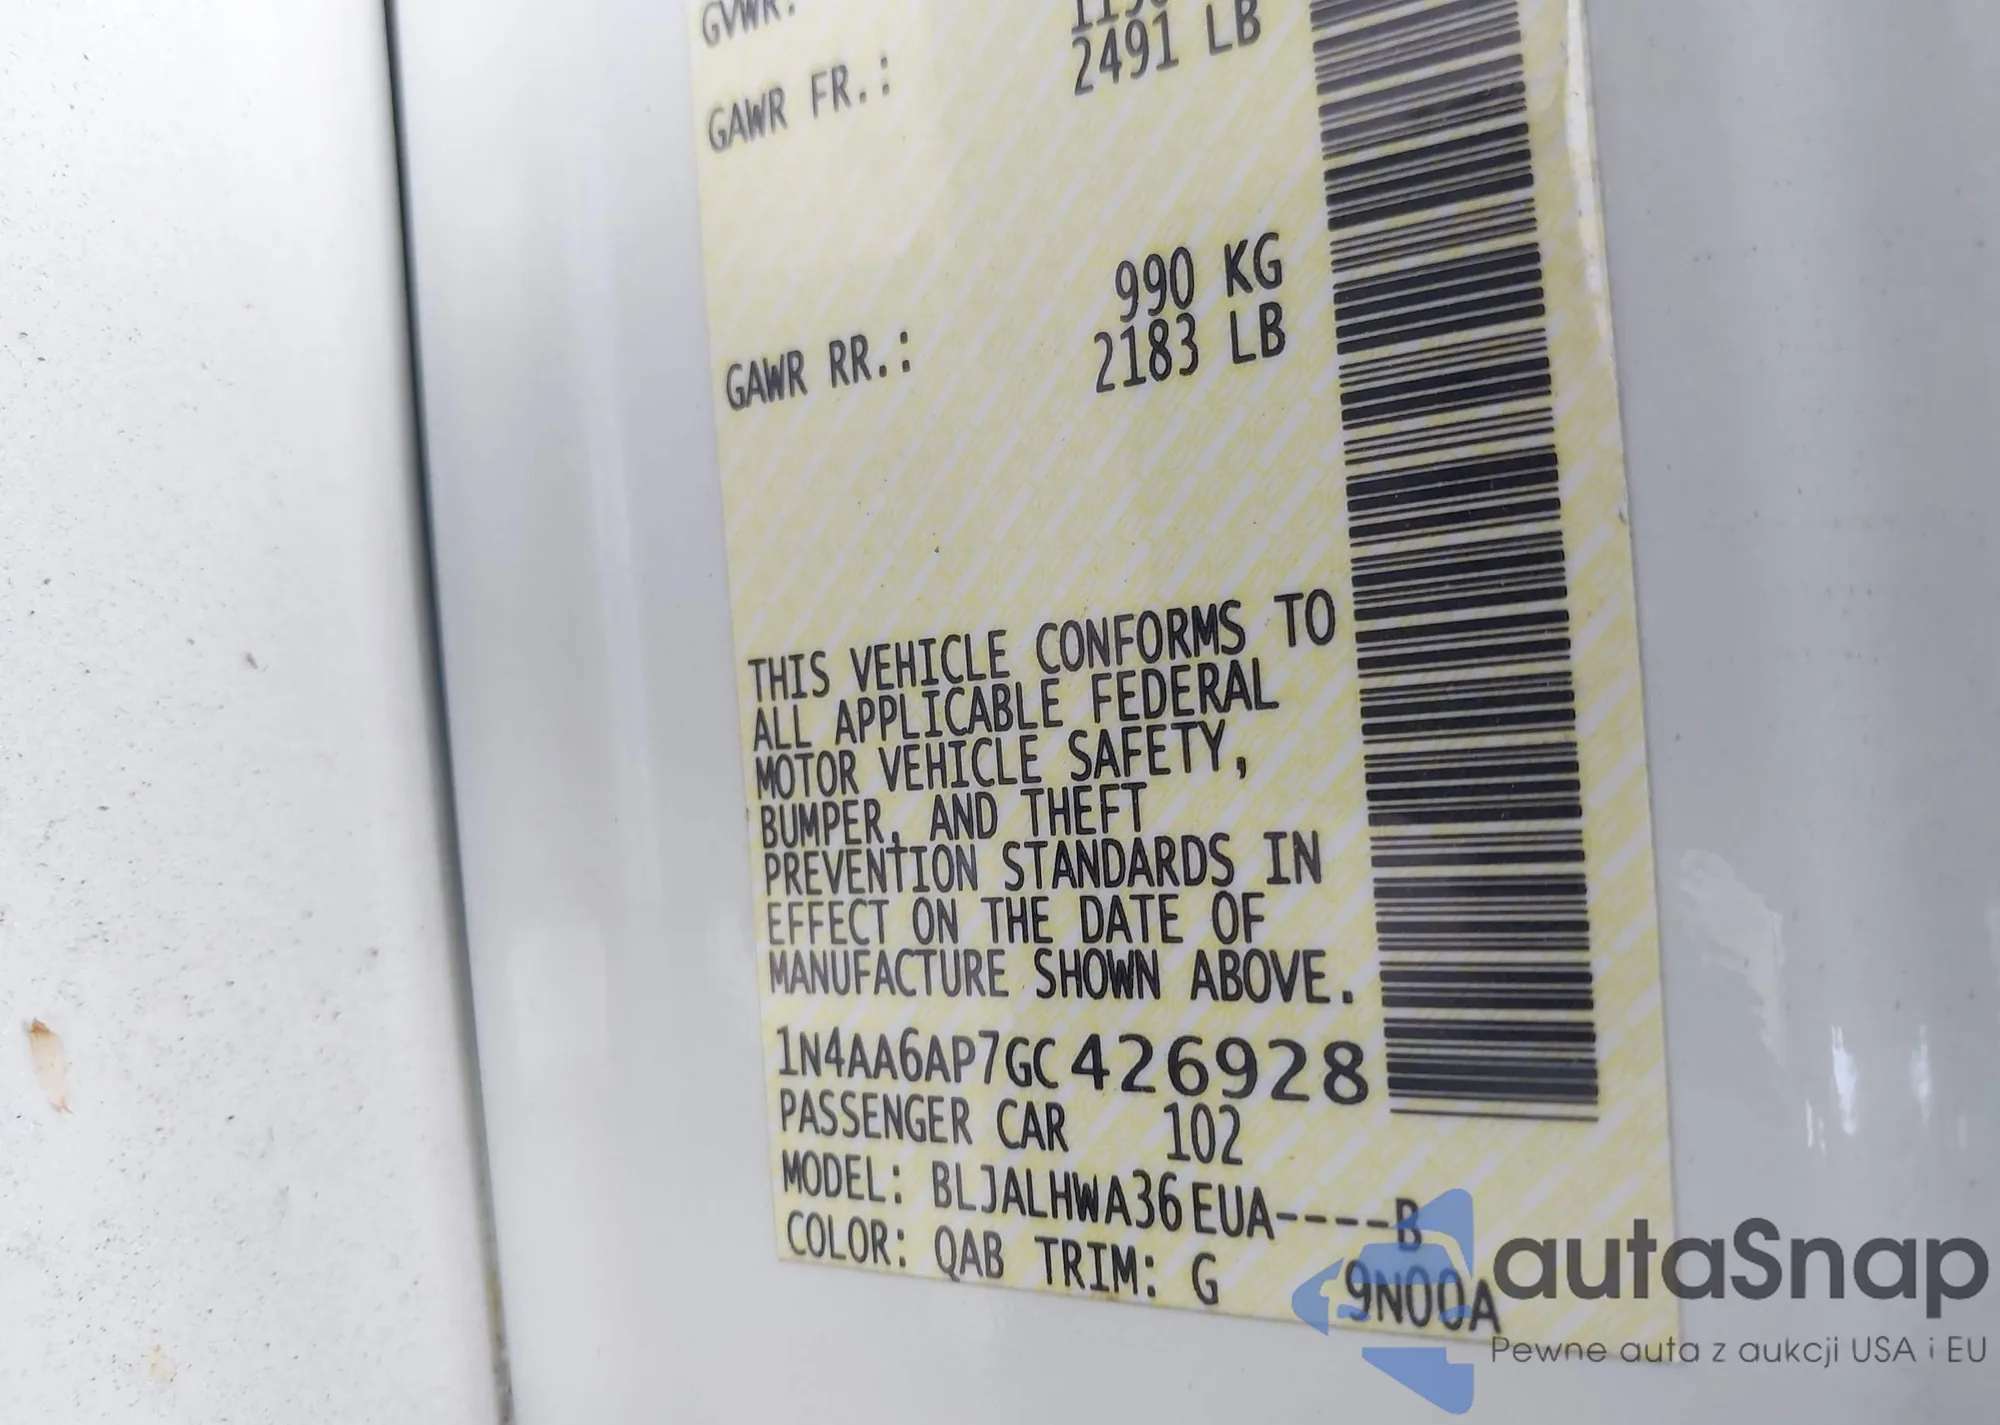 GVWR:
2491 LB
GAWR FR.:
990 KG
GAWR RR.: 2183 LB
THIS VEHICLE CONFORMS TO
ALL APPLICABLE FEDERAL
MOTOR VEHICLE SAFETY,
BUMPER, AND THEFT
PREVENTION STANDARDS IN
EFFECT ON THE DATE OF
MANUFACTURE SHOWN ABOVE.
1N4AA6AP7GC426928
PASSENGER CAR 102
MODEL: BLJALHWA36EUA----B
COLOR: QAB TRIM: G 9N00A
autaSnap
Pewne auta z aukcji USA i EU